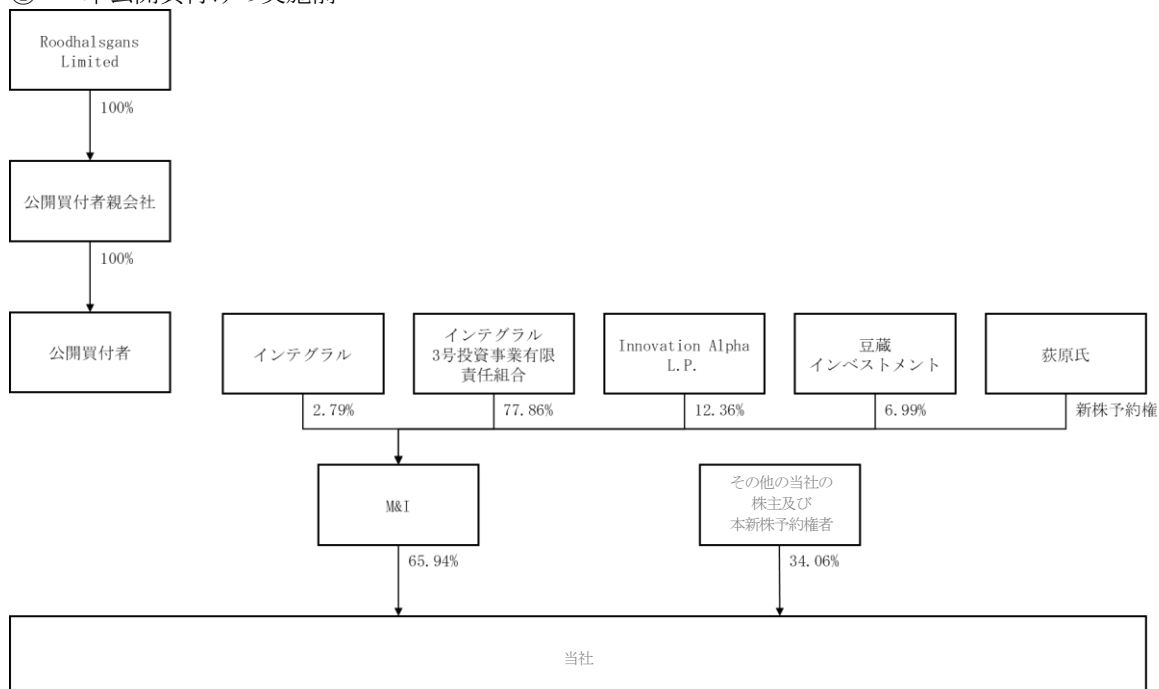 Roodhalsgans
Limited
100%
公開買付者親会社
100%
公開買付者
インテグラル
インテグラル
3号投資事業有限
責任組合
Innovation Alpha
L.P.
豆蔵
インベストメント
荻原氏
2.79%
77.86%
12.36%
6.99%
新株予約権
M&I
その他の当社の
株主及び
本新株予約権者
65.94%
34.06%
当社